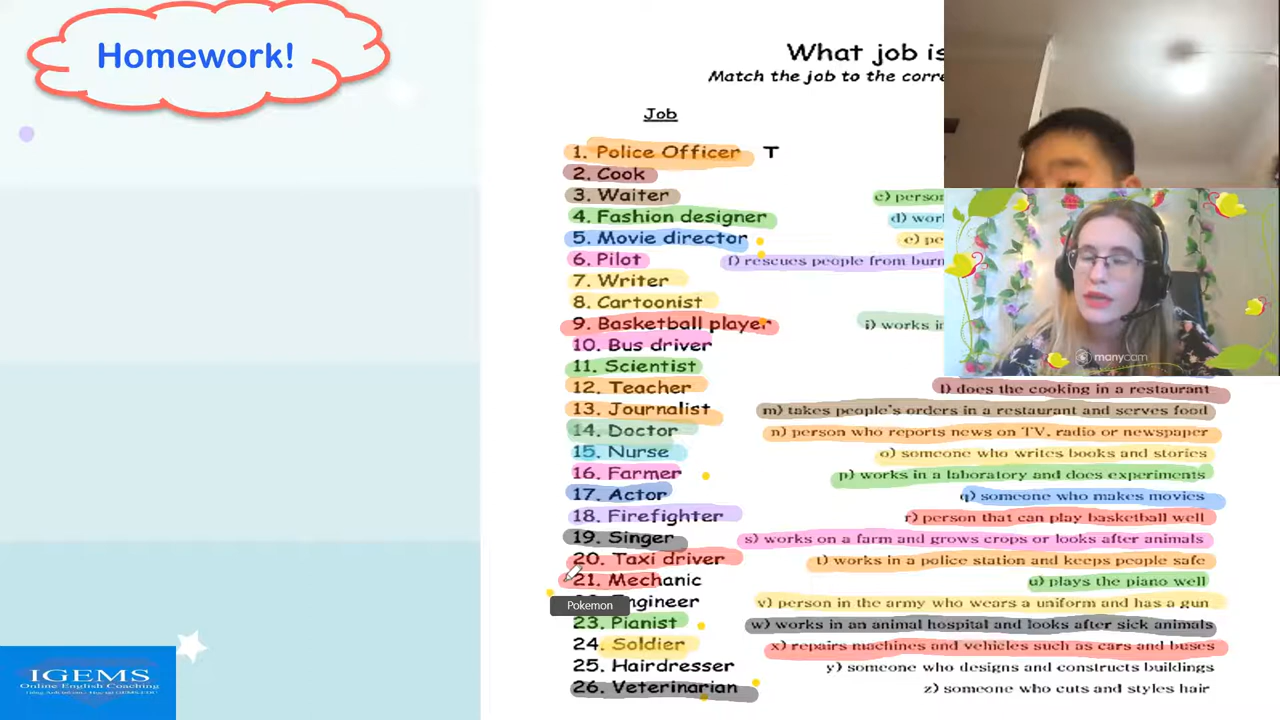 Homework!
What job is
Match the job to the corre
Job
1. Police Officer T
2. Cook
3. Waiter
c) person
4. Fashion designer
d) worl
5. Movie director
e) pe
6. Pilot
f) rescues people from burn
7. Writer
8. Cartoonist
9. Basketball player
i) works in
10. Bus driver
11. Scientist
12. Teacher
l) does the cooking in a restaurant
13. Journalist
m) takes people's orders in a restaurant and serves food
14. Doctor
n) person who reports news on TV, radio or newspaper
15. Nurse
o) someone who writes books and stories
16. Farmer
p) works in a laboratory and does experiments
17. Actor
q) someone who makes movies
18. Firefighter
r) person that can play basketball well
19. Singer
s) works on a farm and grows crops or looks after animals
20. Taxi driver
t) works in a police station and keeps people safe
21. Mechanic
u) plays the piano well
Engineer
v) person in the army who wears a uniform and has a gun
Pokemon
23. Pianist
w) works in an animal hospital and looks after sick animals
24. Soldier
x) repairs machines and vehicles such as cars and buses
25. Hairdresser
y) someone who designs and constructs buildings
26. Veterinarian
z) someone who cuts and styles hair
manycam
IGEMS
Online English Coaching